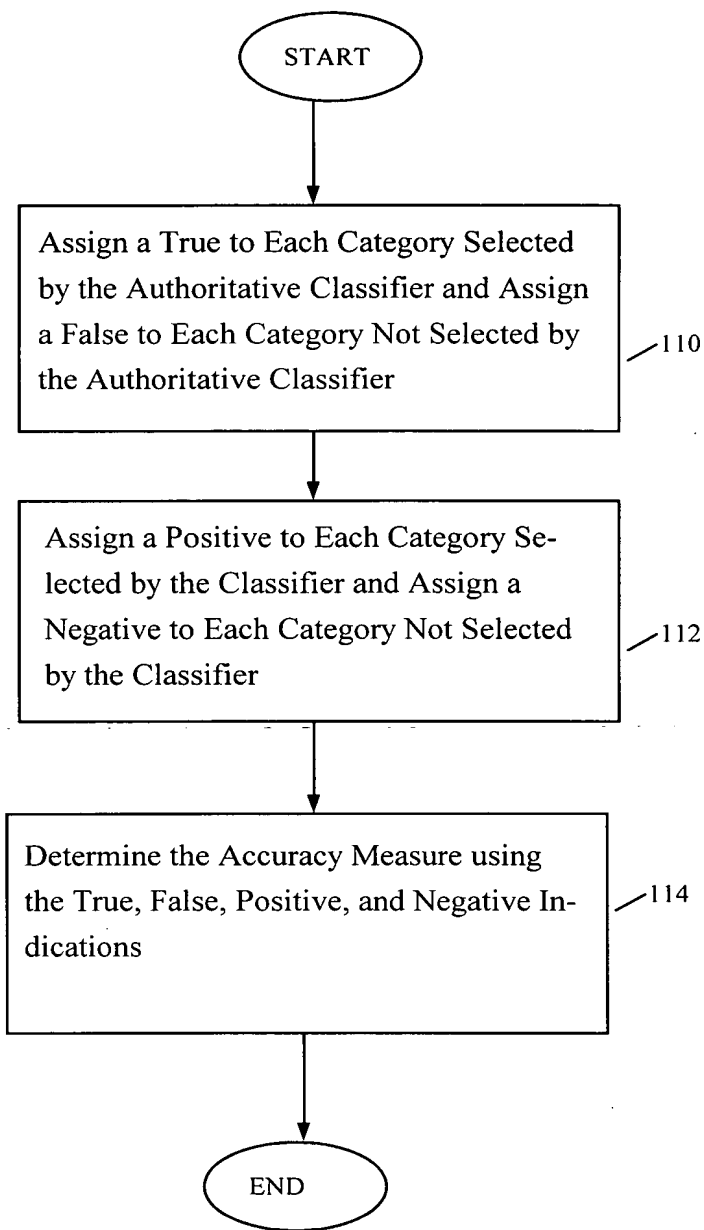 START
Assign a True to Each Category Selected
by the Authoritative Classifier and Assign
a False to Each Category Not Selected by
the Authoritative Classifier
110
Assign a Positive to Each Category Se-
lected by the Classifier and Assign a
Negative to Each Category Not Selected
by the Classifier
112
Determine the Accuracy Measure using
the True, False, Positive, and Negative In-
dications
114
END